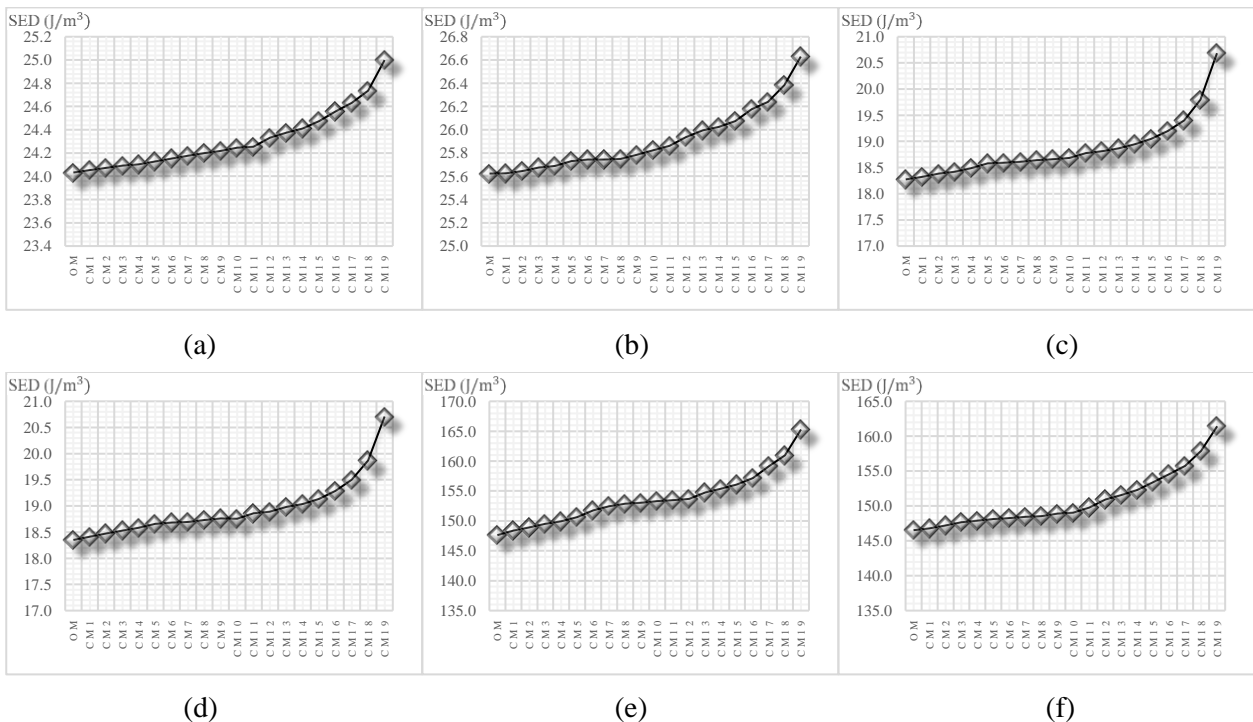 SED (J/m³)
25.2
25.0
24.8
24.6
24.4
24.2
24.0
23.8
23.6
23.4
OM
CM1
CM2
CM3
CM4
CM5
CM6
CM7
CM8
CM9
CM10
CM11
CM12
CM13
CM14
CM15
CM16
CM17
CM18
CM19
(a)
SED (J/m³)
26.8
26.6
26.4
26.2
26.0
25.8
25.6
25.4
25.2
25.0
OM
CM1
CM2
CM3
CM4
CM5
CM6
CM7
CM8
CM9
CM10
CM11
CM12
CM13
CM14
CM15
CM16
CM17
CM18
CM19
(b)
SED (J/m³)
21.0
20.5
20.0
19.5
19.0
18.5
18.0
17.5
17.0
OM
CM1
CM2
CM3
CM4
CM5
CM6
CM7
CM8
CM9
CM10
CM11
CM12
CM13
CM14
CM15
CM16
CM17
CM18
CM19
(c)
SED (J/m³)
21.0
20.5
20.0
19.5
19.0
18.5
18.0
17.5
17.0
OM
CM1
CM2
CM3
CM4
CM5
CM6
CM7
CM8
CM9
CM10
CM11
CM12
CM13
CM14
CM15
CM16
CM17
CM18
CM19
(d)
SED (J/m³)
170.0
165.0
160.0
155.0
150.0
145.0
140.0
135.0
OM
CM1
CM2
CM3
CM4
CM5
CM6
CM7
CM8
CM9
CM10
CM11
CM12
CM13
CM14
CM15
CM16
CM17
CM18
CM19
(e)
SED (J/m³)
165.0
160.0
155.0
150.0
145.0
140.0
135.0
OM
CM1
CM2
CM3
CM4
CM5
CM6
CM7
CM8
CM9
CM10
CM11
CM12
CM13
CM14
CM15
CM16
CM17
CM18
CM19
(f)